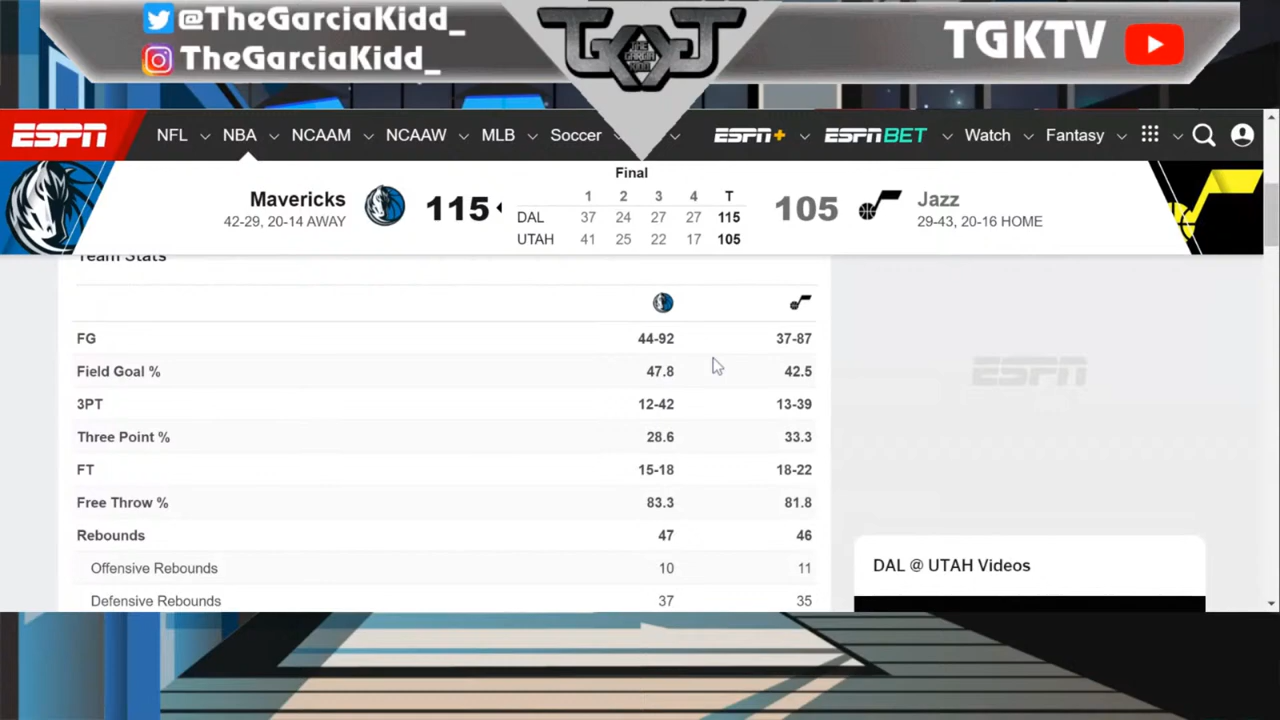 @TheGarciaKidd_
TheGarciaKidd_
TGKTV
ESPN NFL NBA NCAAM NCAAW MLB Soccer ESPN+ ESPN BET Watch Fantasy
Mavericks
42-29, 20-14 AWAY
115
Final
1 2 3 4 T
DAL 37 24 27 27 115
UTAH 41 25 22 17 105
105
Jazz
29-43, 20-16 HOME
Team Stats
FG 44-92 37-87
Field Goal % 47.8 42.5
3PT 12-42 13-39
Three Point % 28.6 33.3
FT 15-18 18-22
Free Throw % 83.3 81.8
Rebounds 47 46
Offensive Rebounds 10 11
Defensive Rebounds 37 35
ESPN
DAL @ UTAH Videos